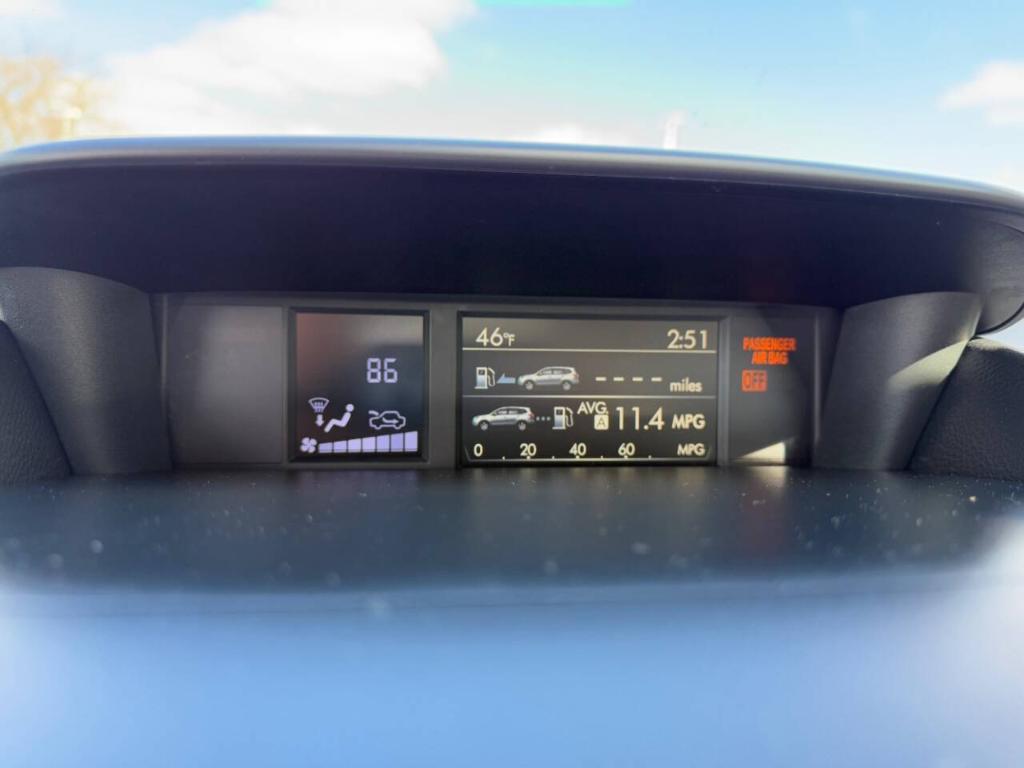 86
46°F 2:51
----- miles
AVG.
A 11.4 MPG
0 20 40 60 MPG
PASSENGER
AIR BAG
OFF